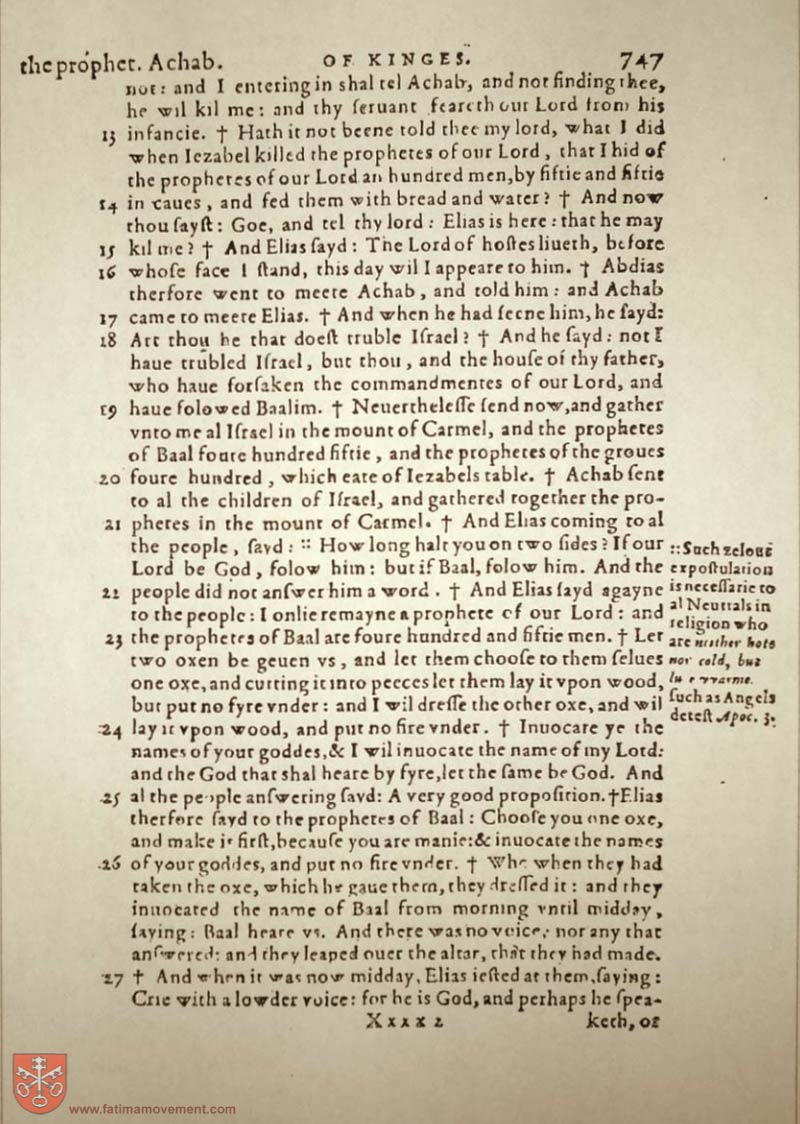 the prophet. Achab. OF KINGES. 747
not: and I entering in shal tel Achab, and not finding thee,
he wil kil me: and thy ſeruant feareth our Lord from his
13 infancie. † Hath it not beene told thee my lord, what I did
when Iezabel killed the prophetes of our Lord, that I hid of
the prophetes of our Lord an hundred men, by fiftie and fiftie
14 in caues, and fed them with bread and water? † And now
thou ſayſt: Goe, and tel thy lord: Elias is here: that he may
15 kil me? † And Elias ſayd: The Lord of hoſtes liueth, before
16 whoſe face I ſtand, this day wil I appeare to him. † Abdias
therfore went to meete Achab, and told him: and Achab
17 came to meete Elias. † And when he had ſeene him, he ſayd:
18 Art thou he that doeſt truble Iſrael? † And he ſayd: not I
haue trubled Iſrael, but thou, and the houſe of thy father,
who haue forſaken the commandmentes of our Lord, and
19 haue folowed Baalim. † Neuertheleſſe ſend now, and gather
vnto me al Iſrael in the mount of Carmel, and the prophetes
of Baal foure hundred fiftie, and the prophetes of the groues
20 foure hundred, which eate of Iezabels table. † Achab ſent
to al the children of Iſrael, and gathered together the pro-
21 phetes in the mount of Carmel. † And Elias coming to al
the people, ſayd: :: How long halt you on two ſides? If our
Lord be God, folow him: but if Baal, folow him. And the
22 people did not anſwer him a word. † And Elias ſayd agayne
to the people: I onlie remayne a prophete of our Lord: and
23 the prophetes of Baal are foure hundred and fiftie men. † Let
two oxen be geuen vs, and let them chooſe to them ſelues
one oxe, and cutting it into peeces let them lay it vpon wood,
but put no fyre vnder: and I wil dreſſe the other oxe, and wil
24 lay it vpon wood, and put no fire vnder. † Inuocate ye the
names of your goddes, & I wil inuocate the name of my Lord:
and the God that shal heare by fyre, let the ſame be God. And
25 al the people anſwering ſayd: A very good propoſition. † Elias
therfore ſayd to the prophetes of Baal: Chooſe you one oxe,
and make it firſt, becauſe you are manie: & inuocate the names
26 of your goddes, and put no fire vnder. † Who when they had
taken the oxe, which he gaue them, they dreſſed it: and they
inuocated the name of Baal from morning vntil midday,
ſaying: Baal heare vs. And there was no voice, nor any that
anſwered: and they leaped ouer the altar, that they had made.
27 † And when it was now midday, Elias ieſted at them, ſaying:
Crie with a lowder voice: for he is God, and perhaps he ſpea-
Xxxx 2 keth, or
:: Such zelous
expoſtulation
is neceſſarie to
al Neutrals in
religion who
are neither hote
nor cold, but
luke warme.
ſuch as Angels
deteſt Apoc. 3.
www.fatimamovement.com